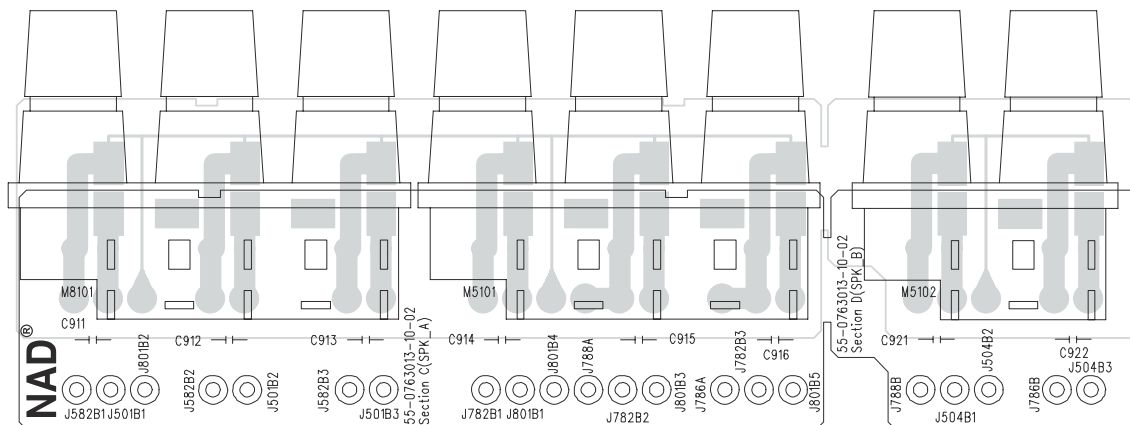 M8101
M5101
M5102
C911
C912
C913
C914
C915
C916
C921
C922
NAD®
J801B2
J582B2
J501B2
J582B3
J801B4
J788A
J782B3
J504B2
J504B3
J582B1
J501B1
J501B3
55-0763013-10-02
Section C(SPK_A)
J782B1
J801B1
J782B2
J801B3
J786A
J801B5
55-0763013-10-02
Section D(SPK_B)
J788B
J504B1
J786B